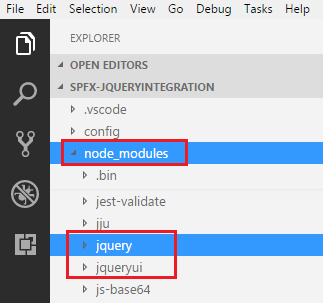 File Edit Selection View Go Debug Tasks Help
EXPLORER
OPEN EDITORS
SPFX-JQUERYINTEGRATION
.vscode
config
node_modules
.bin
jest-validate
jju
jquery
jqueryui
js-base64